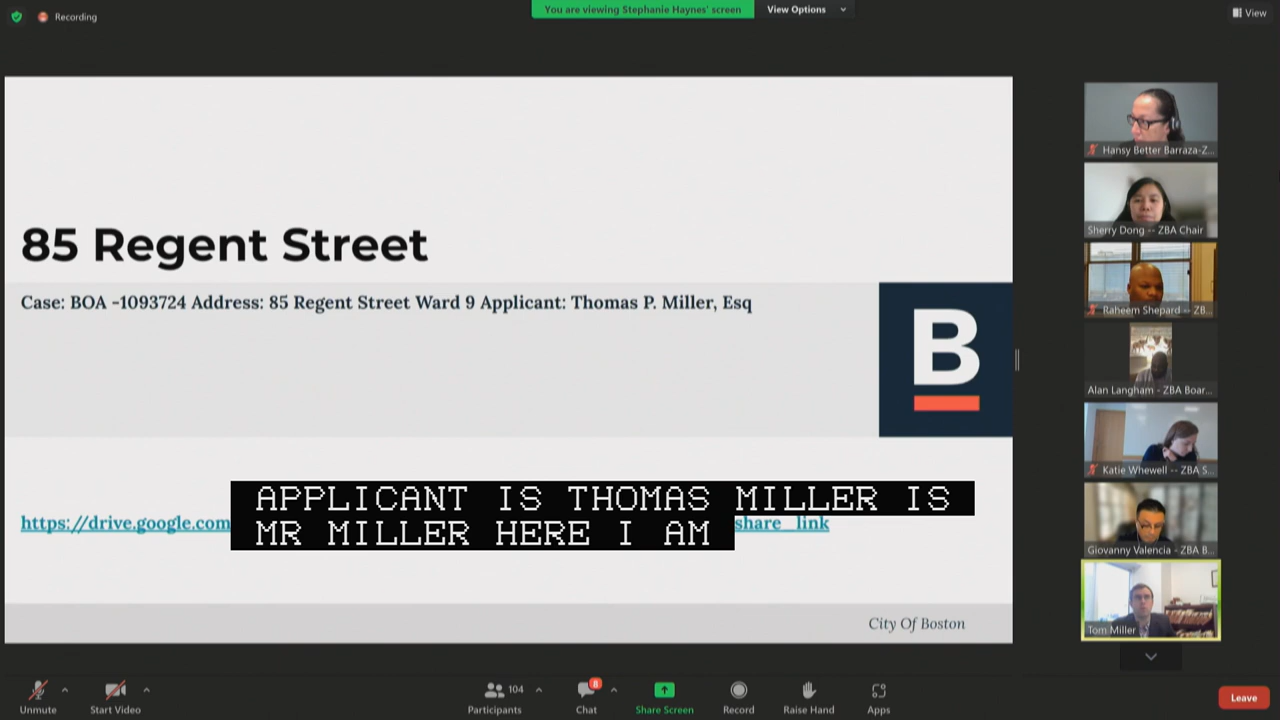 Recording
You are viewing Stephanie Haynes' screen
View Options
View
85 Regent Street
Case: BOA -1093724 Address: 85 Regent Street Ward 9 Applicant: Thomas P. Miller, Esq
B
APPLICANT IS THOMAS MILLER IS
MR MILLER HERE I AM
https://drive.google.com
share_link
City Of Boston
Hansy Better Barraza-Z...
Sherry Dong -- ZBA Chair
Raheem Shepard -- ZB...
Alan Langham - ZBA Boar...
Katie Whewell -- ZBA S...
Giovanny Valencia - ZBA B...
Tom Miller
Unmute
Start Video
104
Participants
8
Chat
Share Screen
Record
Raise Hand
Apps
Leave